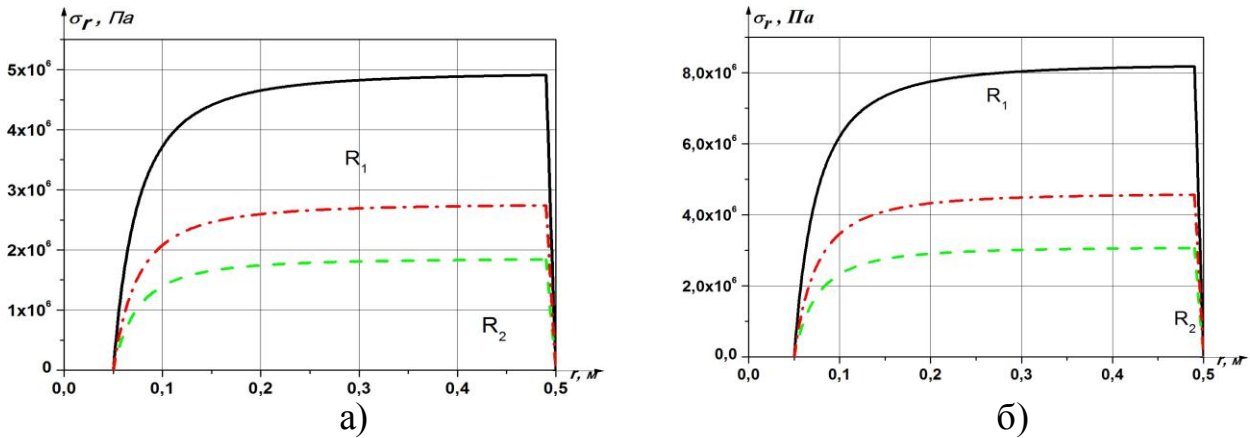 σr , Па
5x10⁶
4x10⁶
3x10⁶
2x10⁶
1x10⁶
0
0,0 0,1 0,2 0,3 0,4 0,5
r, м
R₁
R₂
а)
σr , Па
8,0x10⁶
6,0x10⁶
4,0x10⁶
2,0x10⁶
0,0
0,0 0,1 0,2 0,3 0,4 0,5
r, м
R₁
R₂
б)